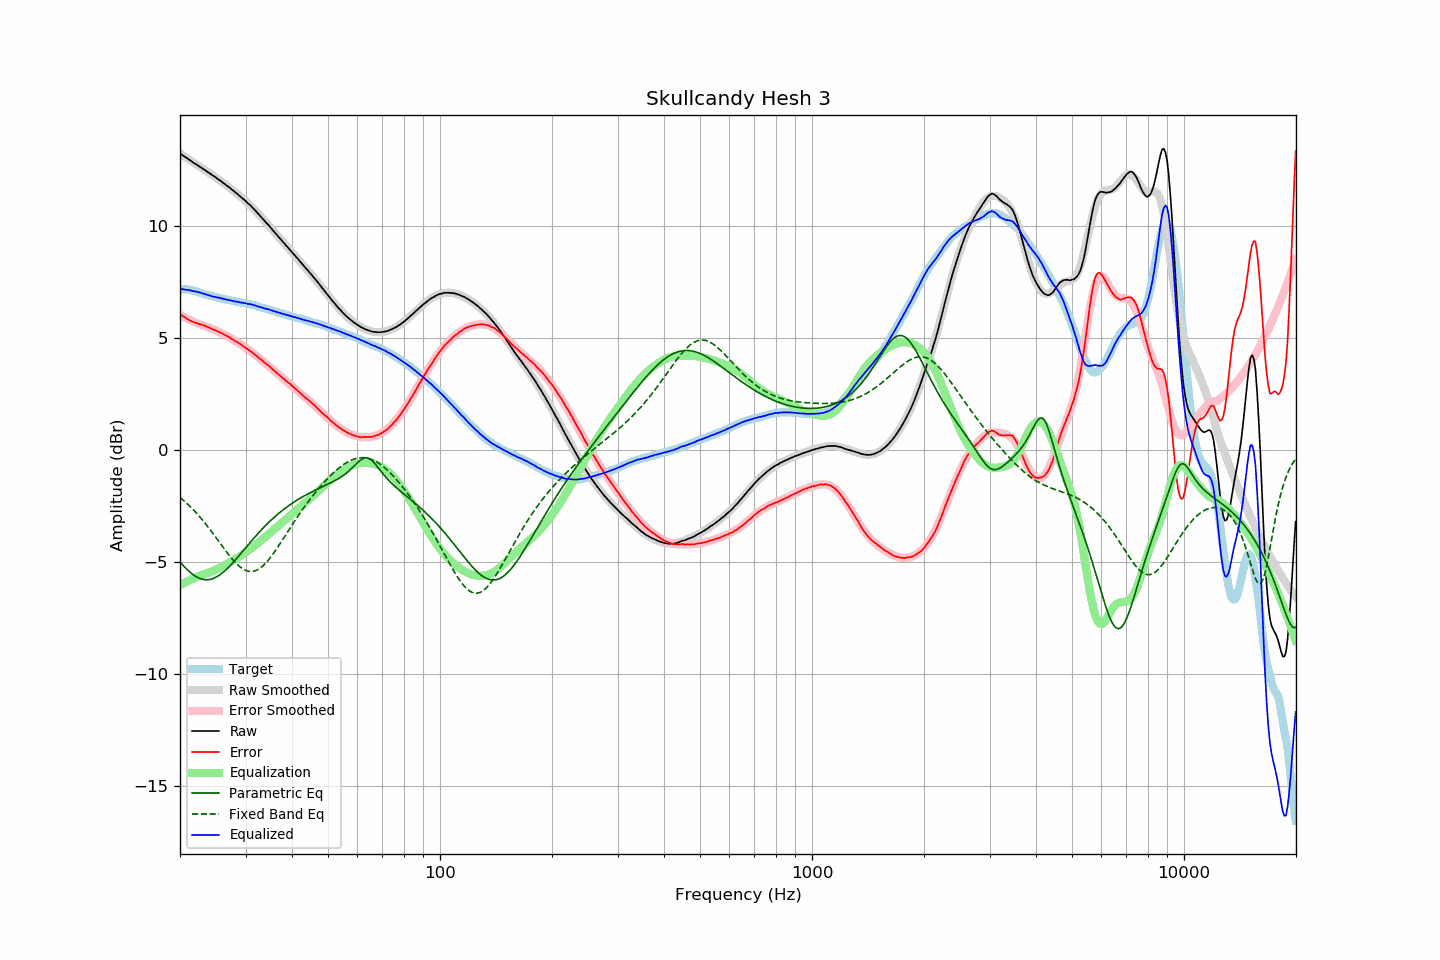 Skullcandy Hesh 3
Amplitude (dBr)
10
5
0
−5
−10
−15
Target
Raw Smoothed
Error Smoothed
Raw
Error
Equalization
Parametric Eq
Fixed Band Eq
Equalized
100
1000
10000
Frequency (Hz)